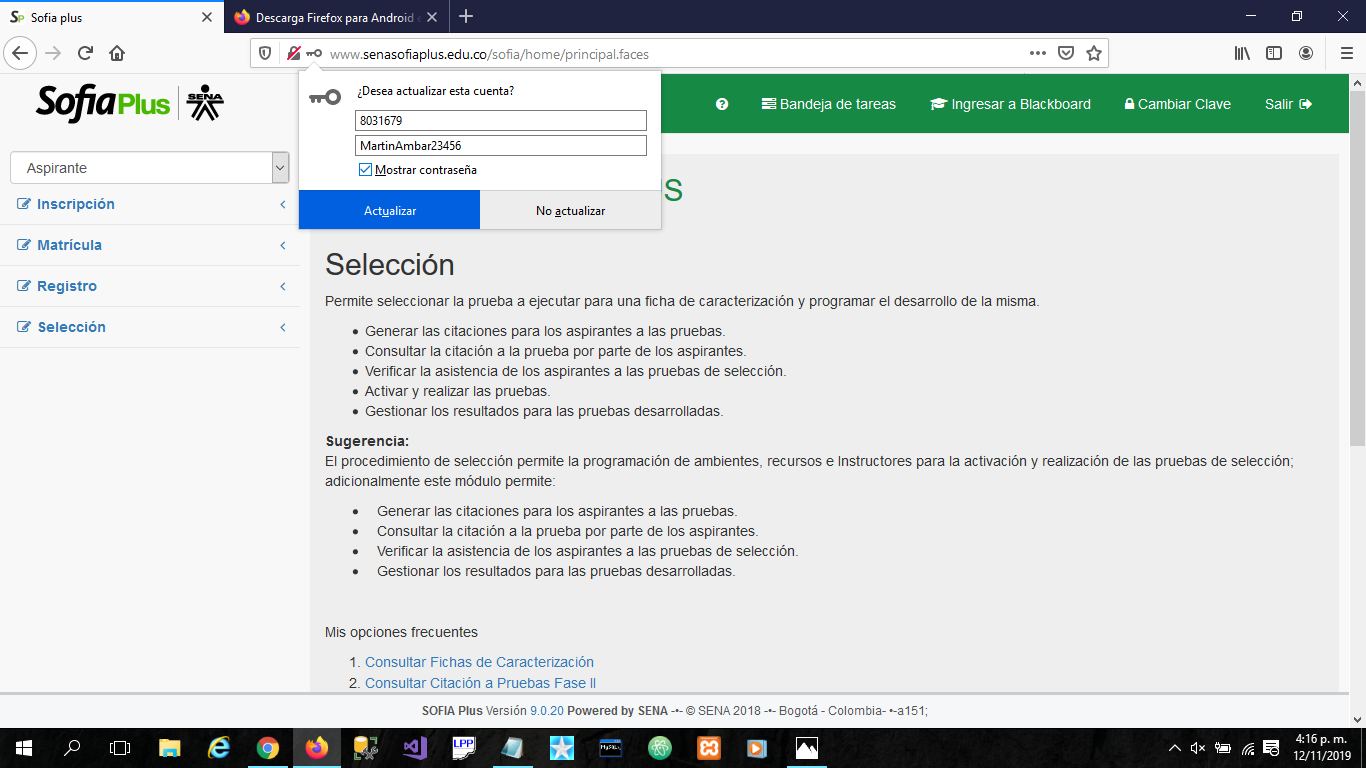 Sofia plus
Descarga Firefox para Android
www.senasofiaplus.edu.co/sofia/home/principal.faces
Sofia Plus
SENA
Bandeja de tareas
Ingresar a Blackboard
Cambiar Clave
Salir
¿Desea actualizar esta cuenta?
8031679
MartinAmbar23456
Mostrar contraseña
Actualizar
No actualizar
Aspirante
Inscripción
Matrícula
Registro
Selección
S
Selección
Permite seleccionar la prueba a ejecutar para una ficha de caracterización y programar el desarrollo de la misma.
• Generar las citaciones para los aspirantes a las pruebas.
• Consultar la citación a la prueba por parte de los aspirantes.
• Verificar la asistencia de los aspirantes a las pruebas de selección.
• Activar y realizar las pruebas.
• Gestionar los resultados para las pruebas desarrolladas.
Sugerencia:
El procedimiento de selección permite la programación de ambientes, recursos e Instructores para la activación y realización de las pruebas de selección;
adicionalmente este módulo permite:
• Generar las citaciones para los aspirantes a las pruebas.
• Consultar la citación a la prueba por parte de los aspirantes.
• Verificar la asistencia de los aspirantes a las pruebas de selección.
• Gestionar los resultados para las pruebas desarrolladas.
Mis opciones frecuentes
1. Consultar Fichas de Caracterización
2. Consultar Citación a Pruebas Fase II
SOFIA Plus Versión 9.0.20 Powered by SENA -•- © SENA 2018 -•- Bogotá - Colombia- •-a151;
LPP
MySQL
4:16 p. m.
12/11/2019